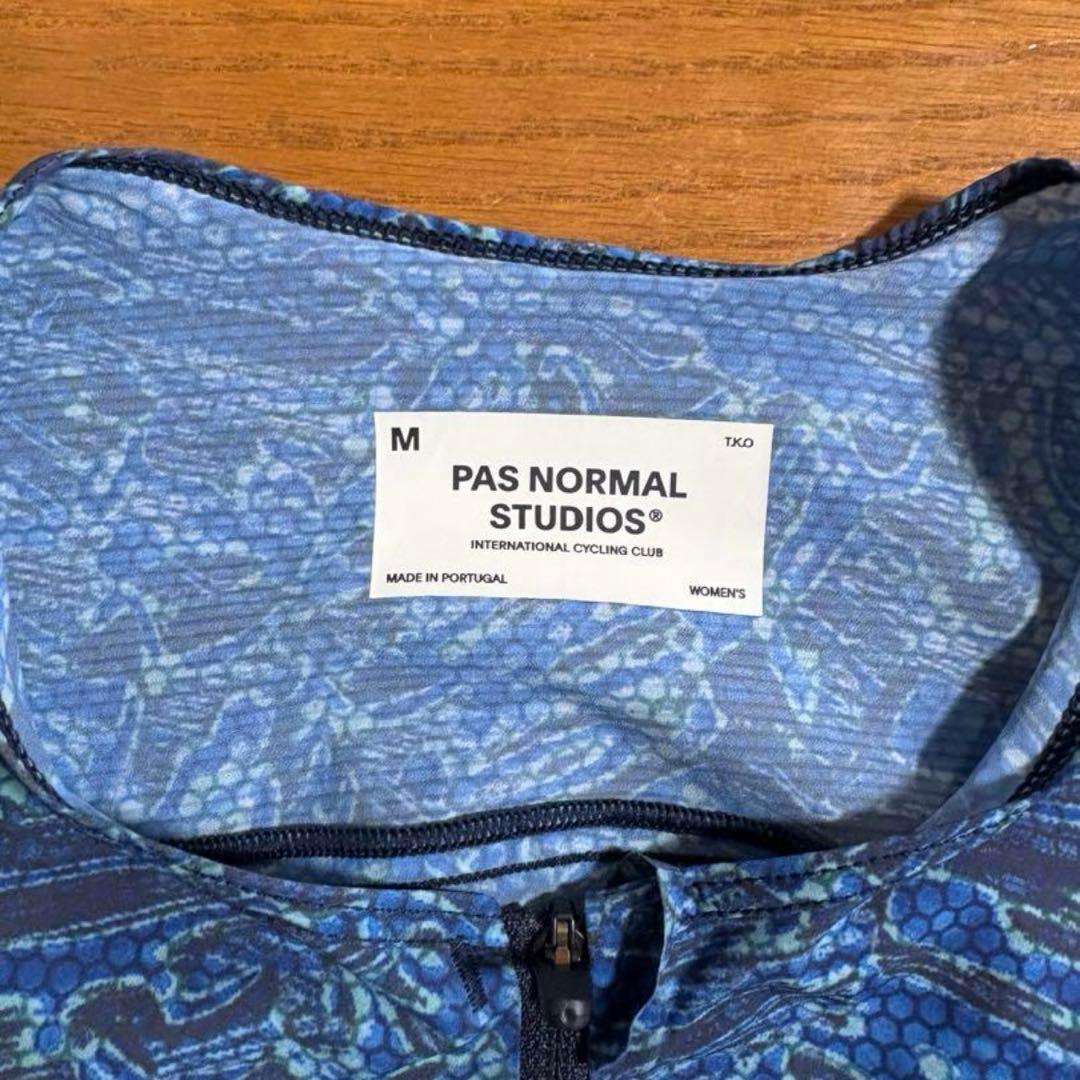 M
T.K.O
PAS NORMAL
STUDIOS®
INTERNATIONAL CYCLING CLUB
MADE IN PORTUGAL
WOMEN'S